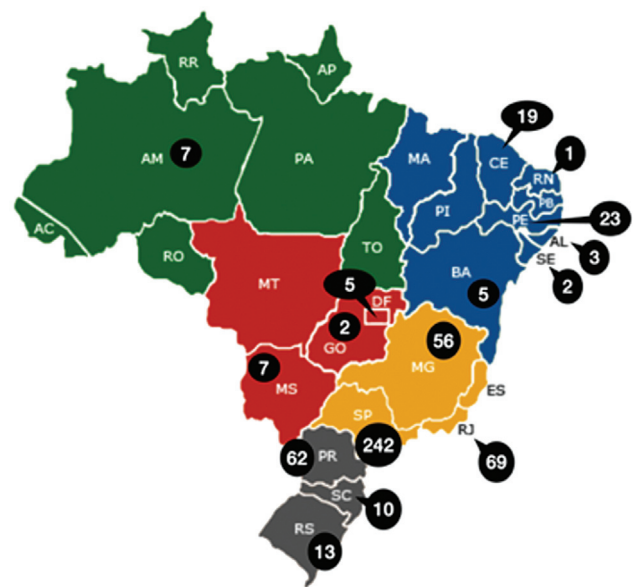 RR
AP
19
AM
7
PA
MA
CE
1
RN
PB
PI
PE
23
AC
RO
TO
AL
3
SE
2
MT
BA
5
5
DF
2
GO
56
7
MS
MG
ES
SP
RJ
242
69
62
PR
SC
10
RS
13